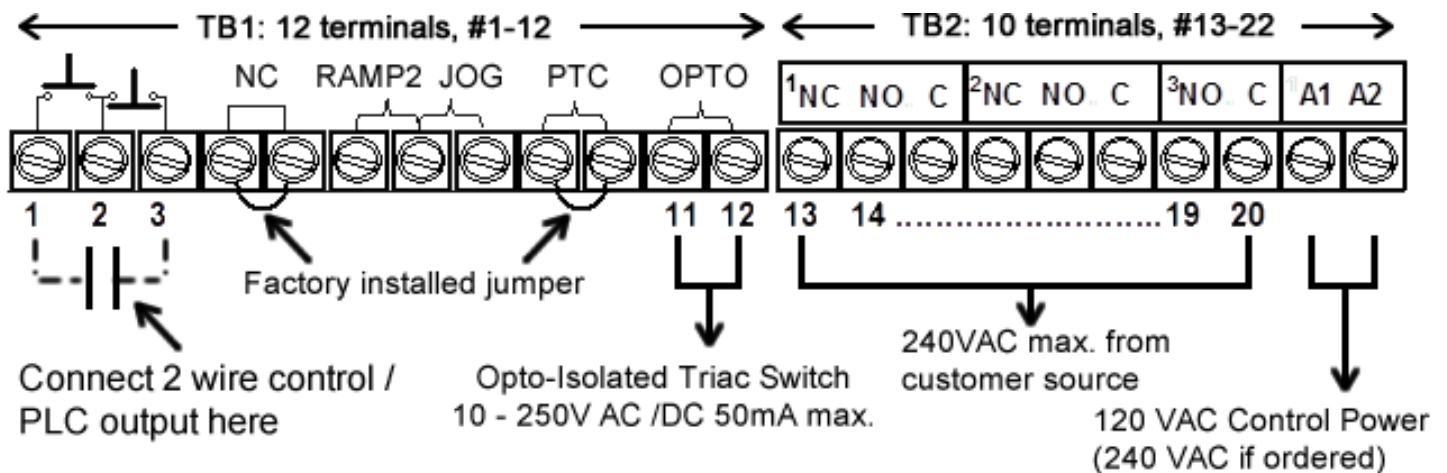 TB1: 12 terminals, #1-12 TB2: 10 terminals, #13-22
NC RAMP2 JOG PTC OPTO
1NC NO.. C 2NC NO.. C 3NO.. C A1 A2
1 2 3 11 12 13 14 ............................ 19 20
Factory installed jumper
Connect 2 wire control /
PLC output here
Opto-Isolated Triac Switch
10 - 250V AC /DC 50mA max.
240VAC max. from
customer source
120 VAC Control Power
(240 VAC if ordered)